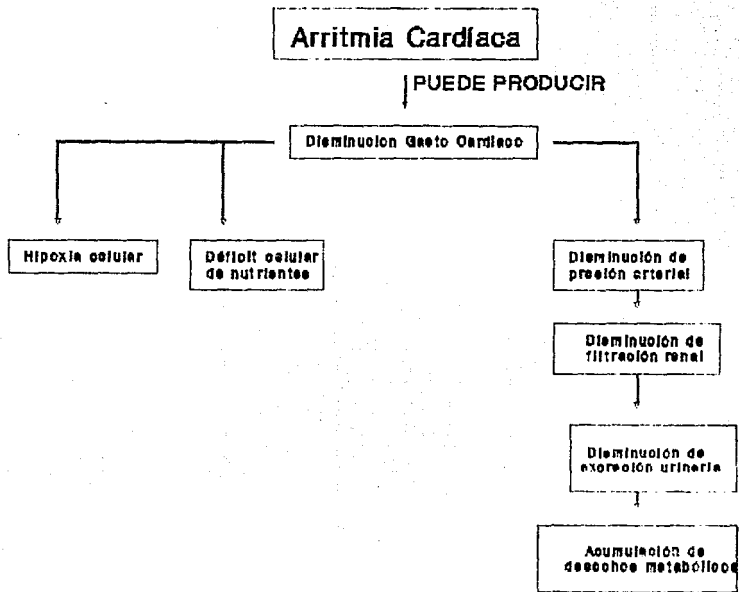 Arritmia Cardíaca
PUEDE PRODUCIR
Disminucion Gasto Cardiaco
Hipoxia celular
Déficit celular
de nutrientes
Disminución de
presión arterial
Disminución de
filtración renal
Disminución de
excreción urinaria
Acumulación de
desechos metabólicos